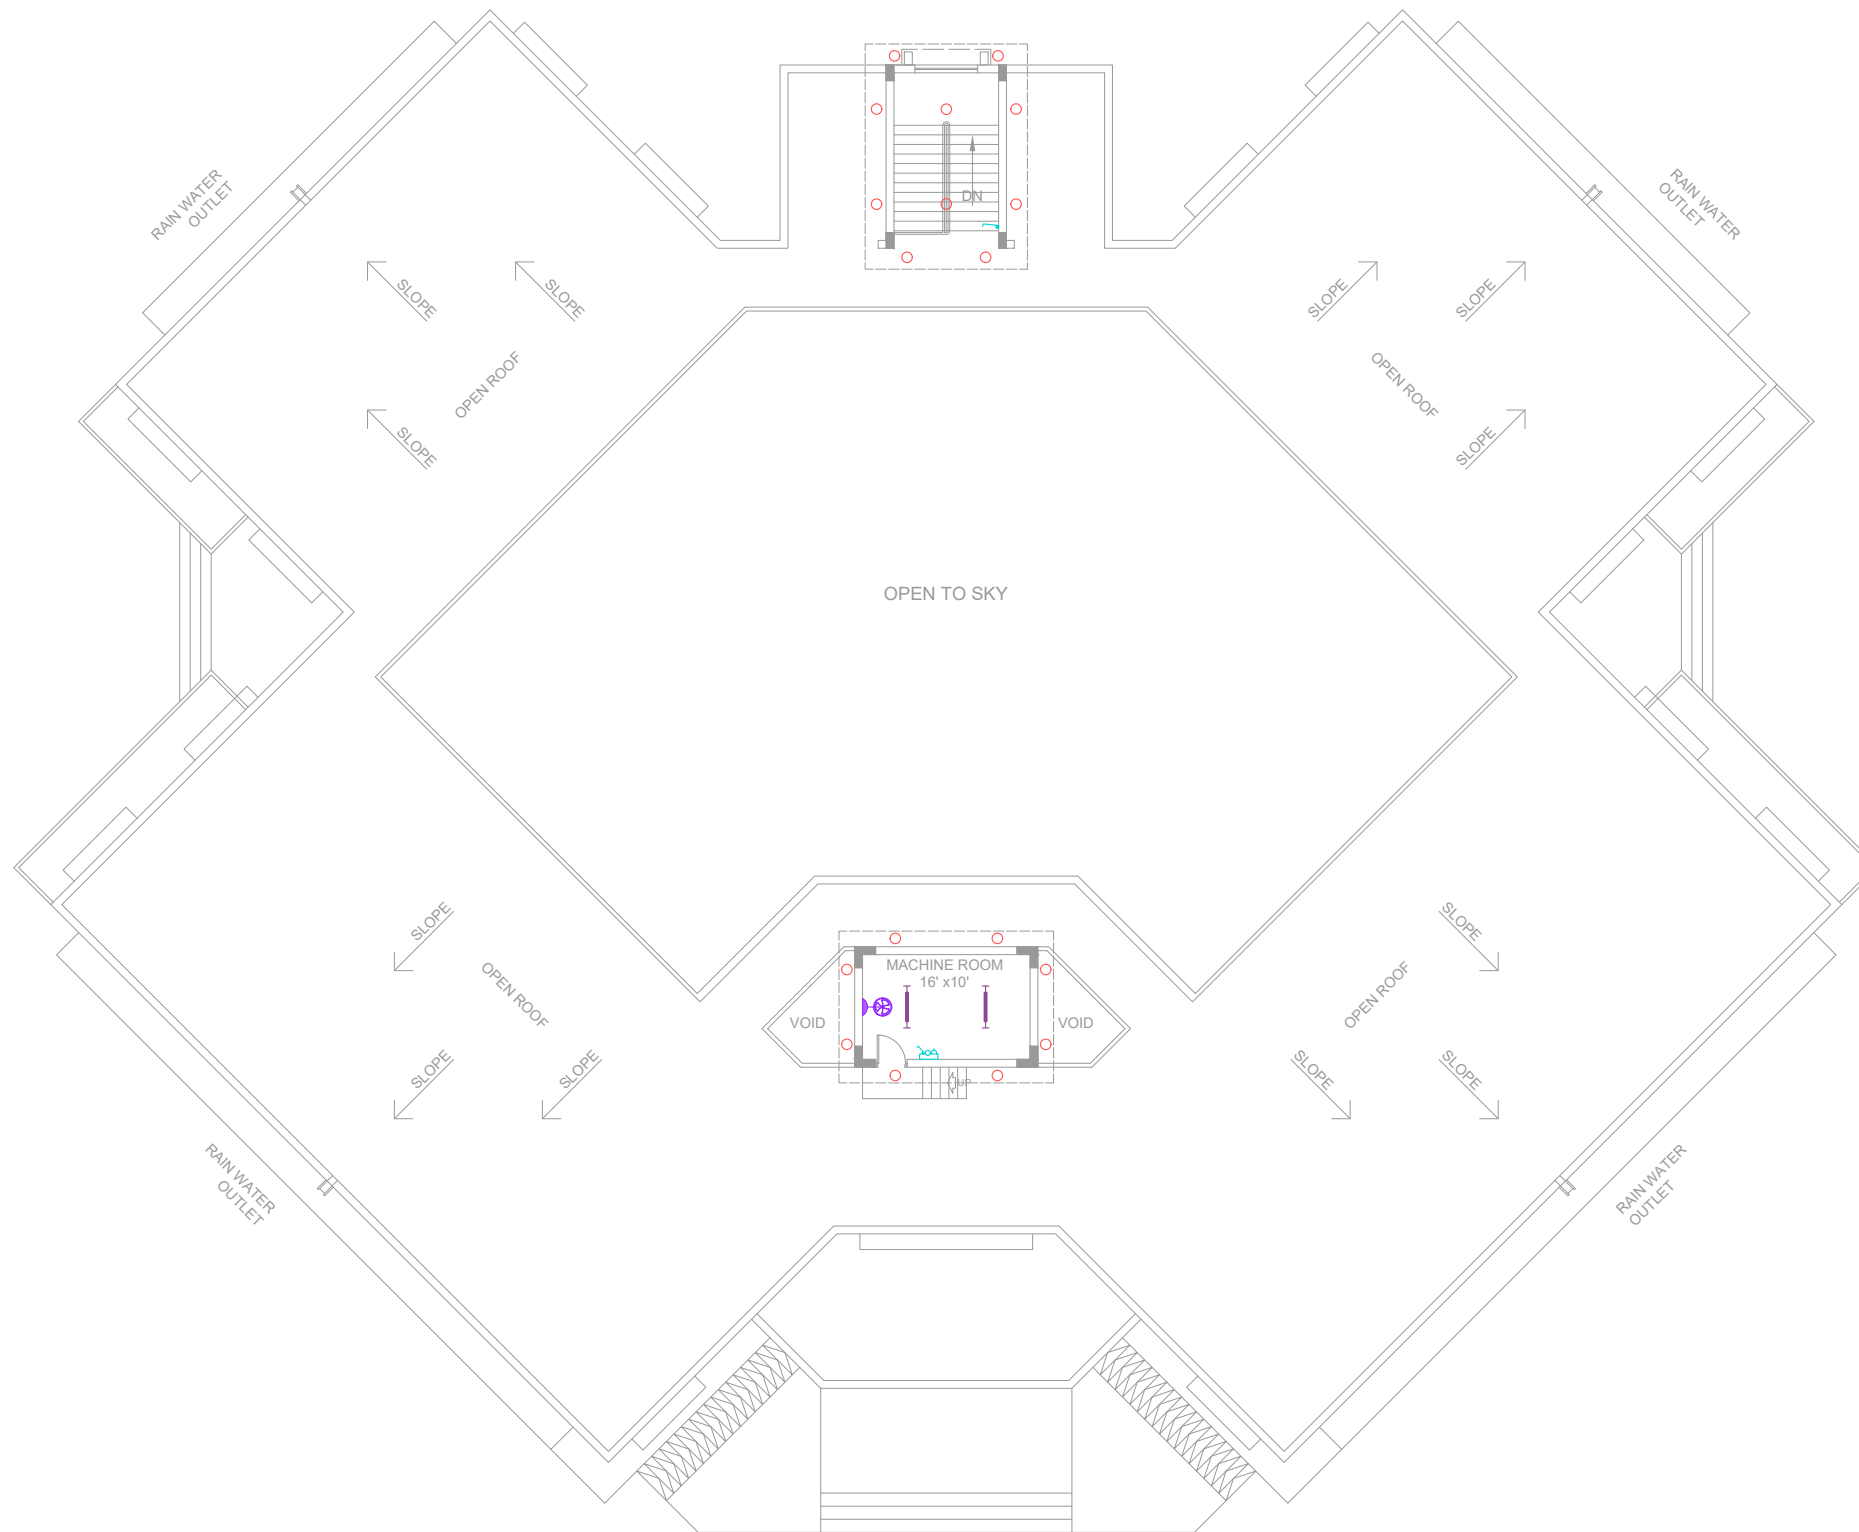 DN
RAIN WATER
OUTLET
RAIN WATER
OUTLET
SLOPE
SLOPE
SLOPE
SLOPE
OPEN ROOF
OPEN ROOF
SLOPE
SLOPE
OPEN TO SKY
SLOPE
SLOPE
MACHINE ROOM
16' x10'
OPEN ROOF
OPEN ROOF
VOID
VOID
SLOPE
SLOPE
SLOPE
SLOPE
UP
RAIN WATER
OUTLET
RAIN WATER
OUTLET